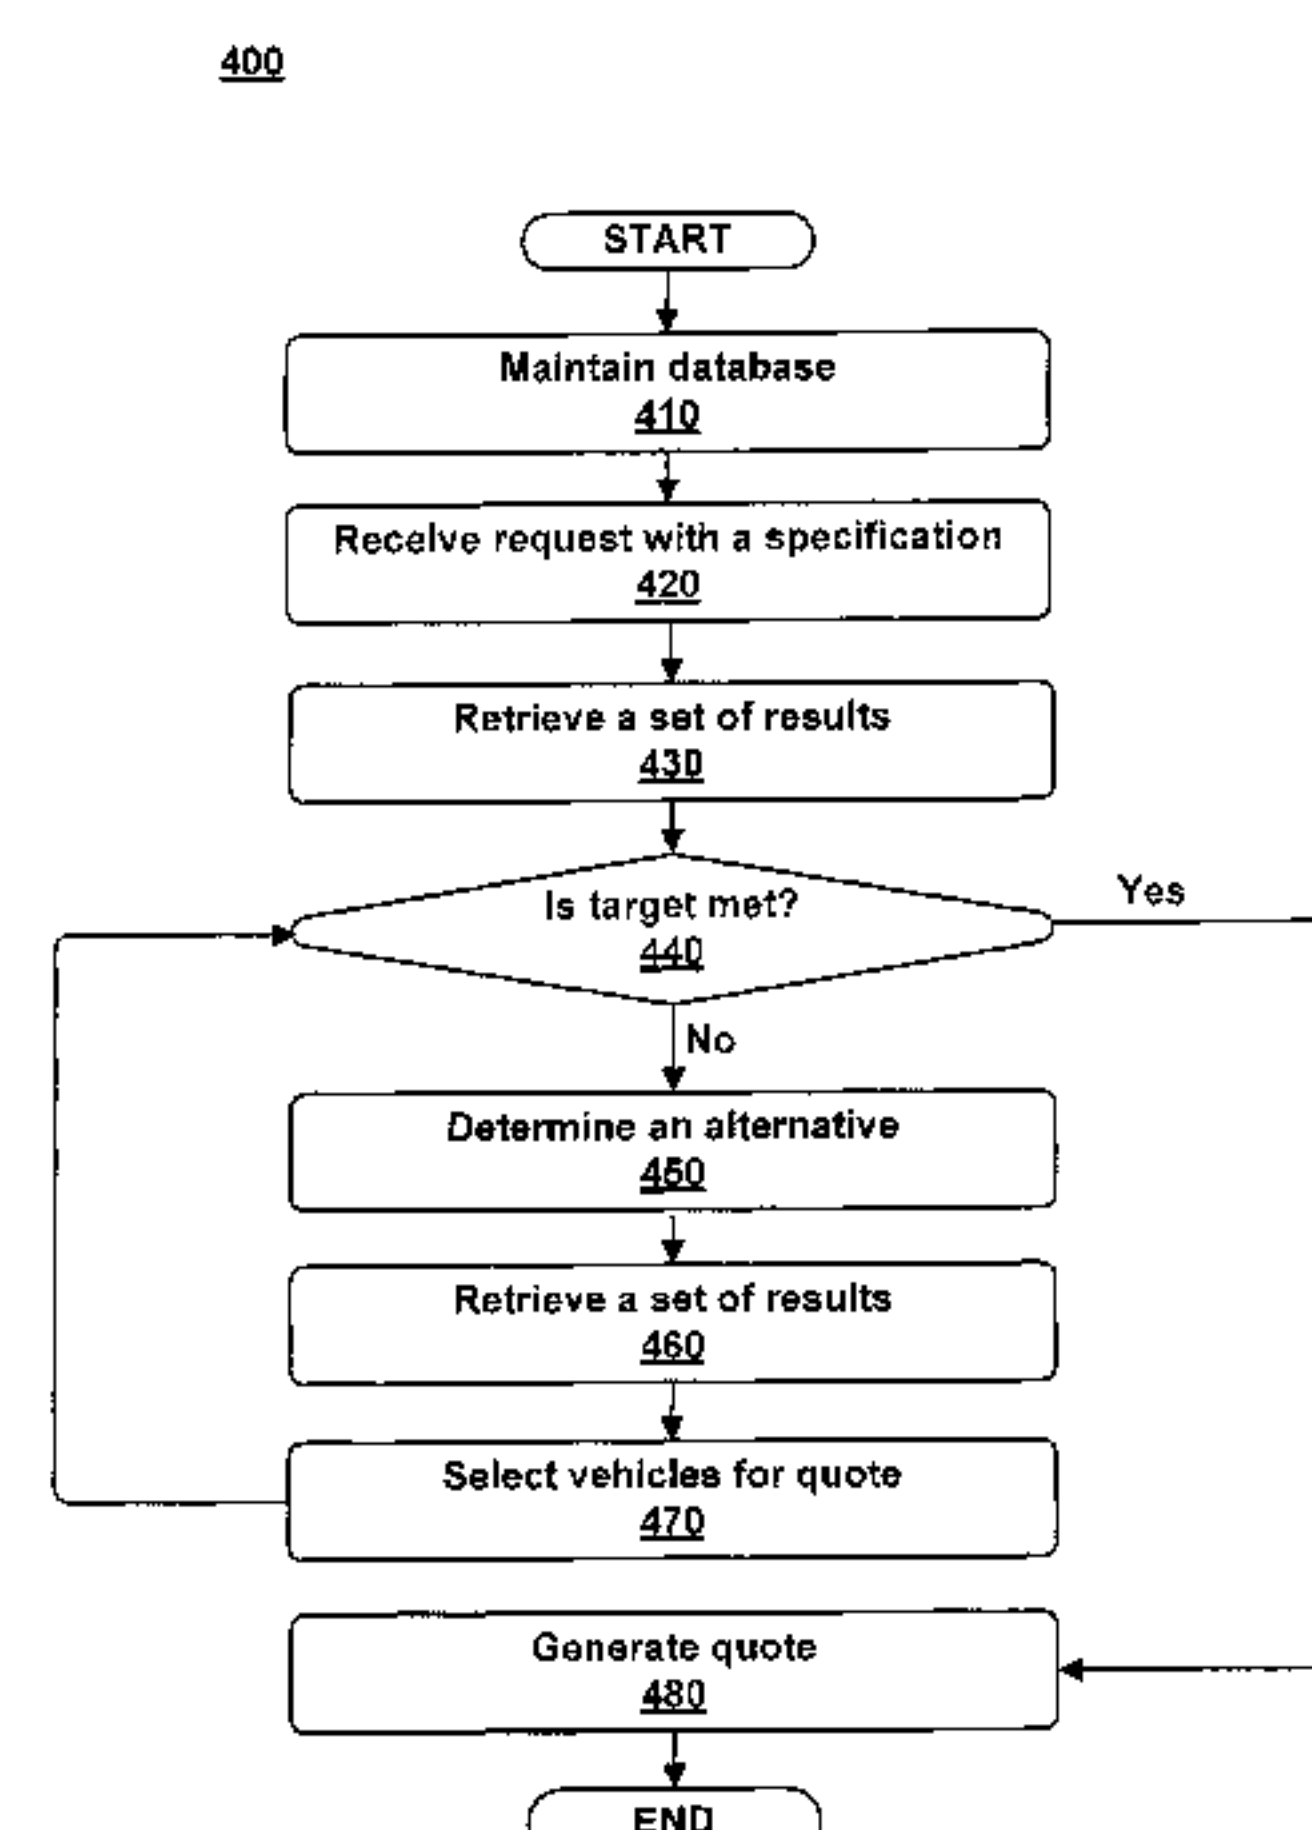 400
START
Maintain database
410
Receive request with a specification
420
Retrieve a set of results
430
Is target met?
440
Yes
No
Determine an alternative
450
Retrieve a set of results
460
Select vehicles for quote
470
Generate quote
480
END